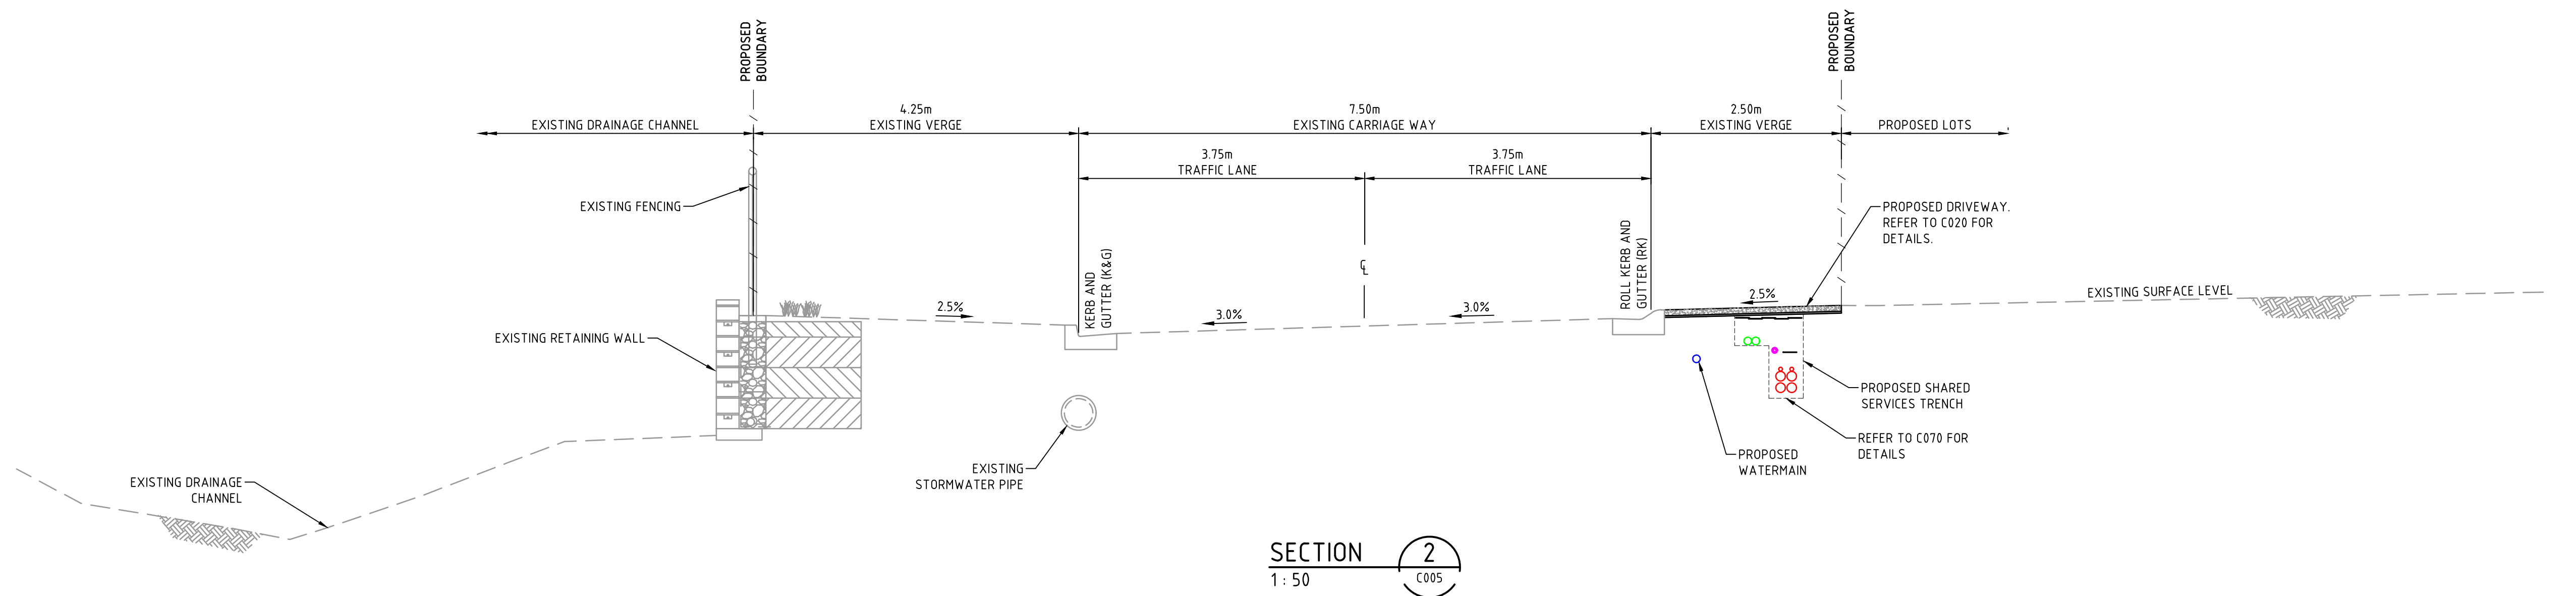 PROPOSED
BOUNDARY
PROPOSED
BOUNDARY
EXISTING DRAINAGE CHANNEL
4.25m
EXISTING VERGE
7.50m
EXISTING CARRIAGE WAY
2.50m
EXISTING VERGE
PROPOSED LOTS
3.75m
TRAFFIC LANE
3.75m
TRAFFIC LANE
EXISTING FENCING
PROPOSED DRIVEWAY.
REFER TO C020 FOR
DETAILS.
KERB AND
GUTTER (K&G)
℄
ROLL KERB AND
GUTTER (RK)
2.5%
3.0%
3.0%
2.5%
EXISTING SURFACE LEVEL
EXISTING RETAINING WALL
PROPOSED SHARED
SERVICES TRENCH
REFER TO C070 FOR
DETAILS
PROPOSED
WATERMAIN
EXISTING
STORMWATER PIPE
EXISTING DRAINAGE
CHANNEL
SECTION 2
1 : 50 C005